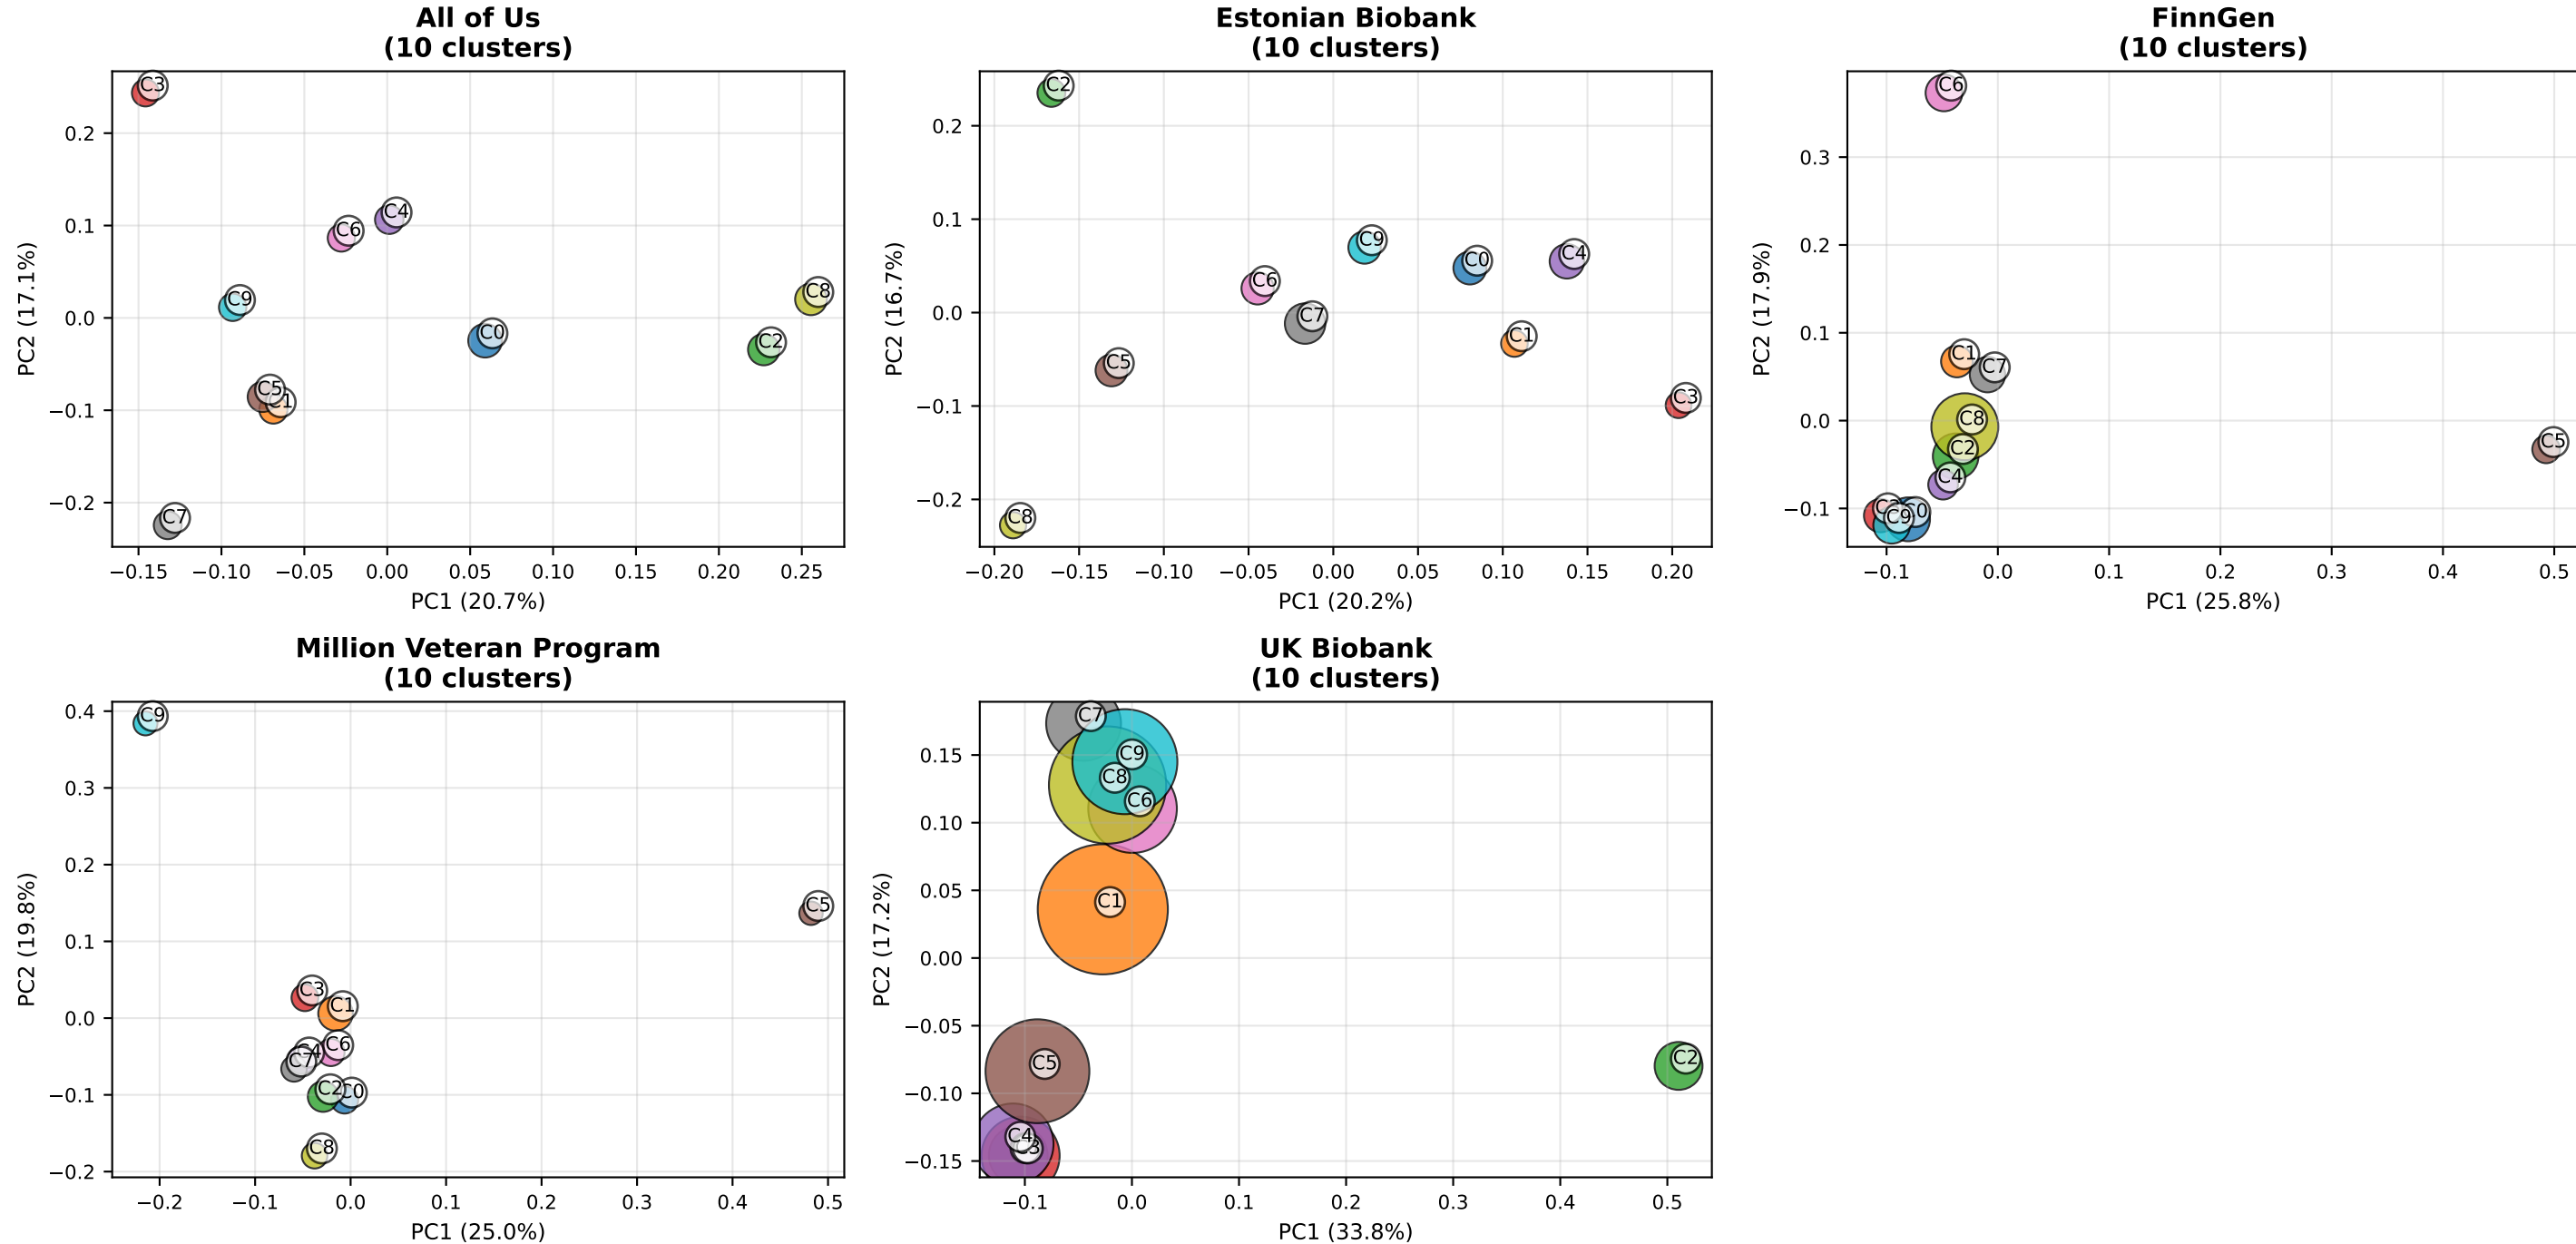 All of Us
(10 clusters)
C3
C4
C6
C9
C8
C0
C2
C5
C1
C7
0.2
0.1
0.0
−0.1
−0.2
−0.15
−0.10
−0.05
0.00
0.05
0.10
0.15
0.20
0.25
PC1 (20.7%)
PC2 (17.1%)
Estonian Biobank
(10 clusters)
C2
C9
C0
C4
C6
C7
C1
C5
C3
C8
0.2
0.1
0.0
−0.1
−0.2
−0.20
−0.15
−0.10
−0.05
0.00
0.05
0.10
0.15
0.20
PC1 (20.2%)
PC2 (16.7%)
FinnGen
(10 clusters)
C6
C1
C7
C8
C2
C4
C5
C9
0.3
0.2
0.1
0.0
−0.1
−0.1
0.0
0.1
0.2
0.3
0.4
0.5
PC1 (25.8%)
PC2 (17.9%)
Million Veteran Program
(10 clusters)
C9
C5
C3
C1
C6
C7
C2
C0
C8
0.4
0.3
0.2
0.1
0.0
−0.1
−0.2
−0.2
−0.1
0.0
0.1
0.2
0.3
0.4
0.5
PC1 (25.0%)
PC2 (19.8%)
UK Biobank
(10 clusters)
C7
C9
C8
C6
C1
C5
C2
C4
0.15
0.10
0.05
0.00
−0.05
−0.10
−0.15
−0.1
0.0
0.1
0.2
0.3
0.4
0.5
PC1 (33.8%)
PC2 (17.2%)